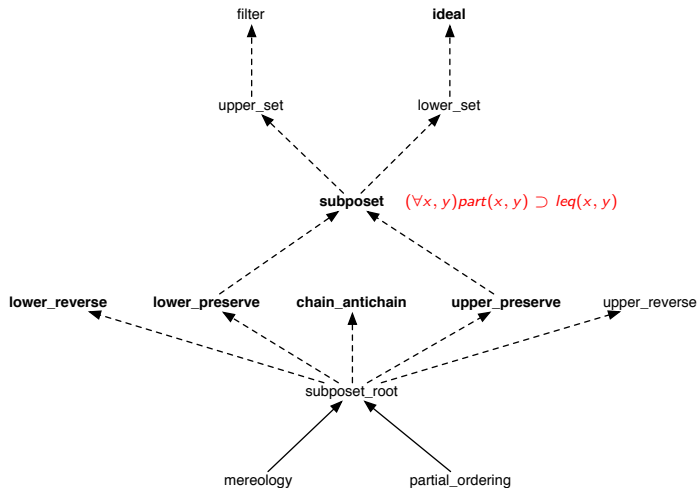 filter ideal
upper_set lower_set
subposet (∀x, y)part(x, y) ⊃ leq(x, y)
lower_reverse lower_preserve chain_antichain upper_preserve upper_reverse
subposet_root
mereology partial_ordering